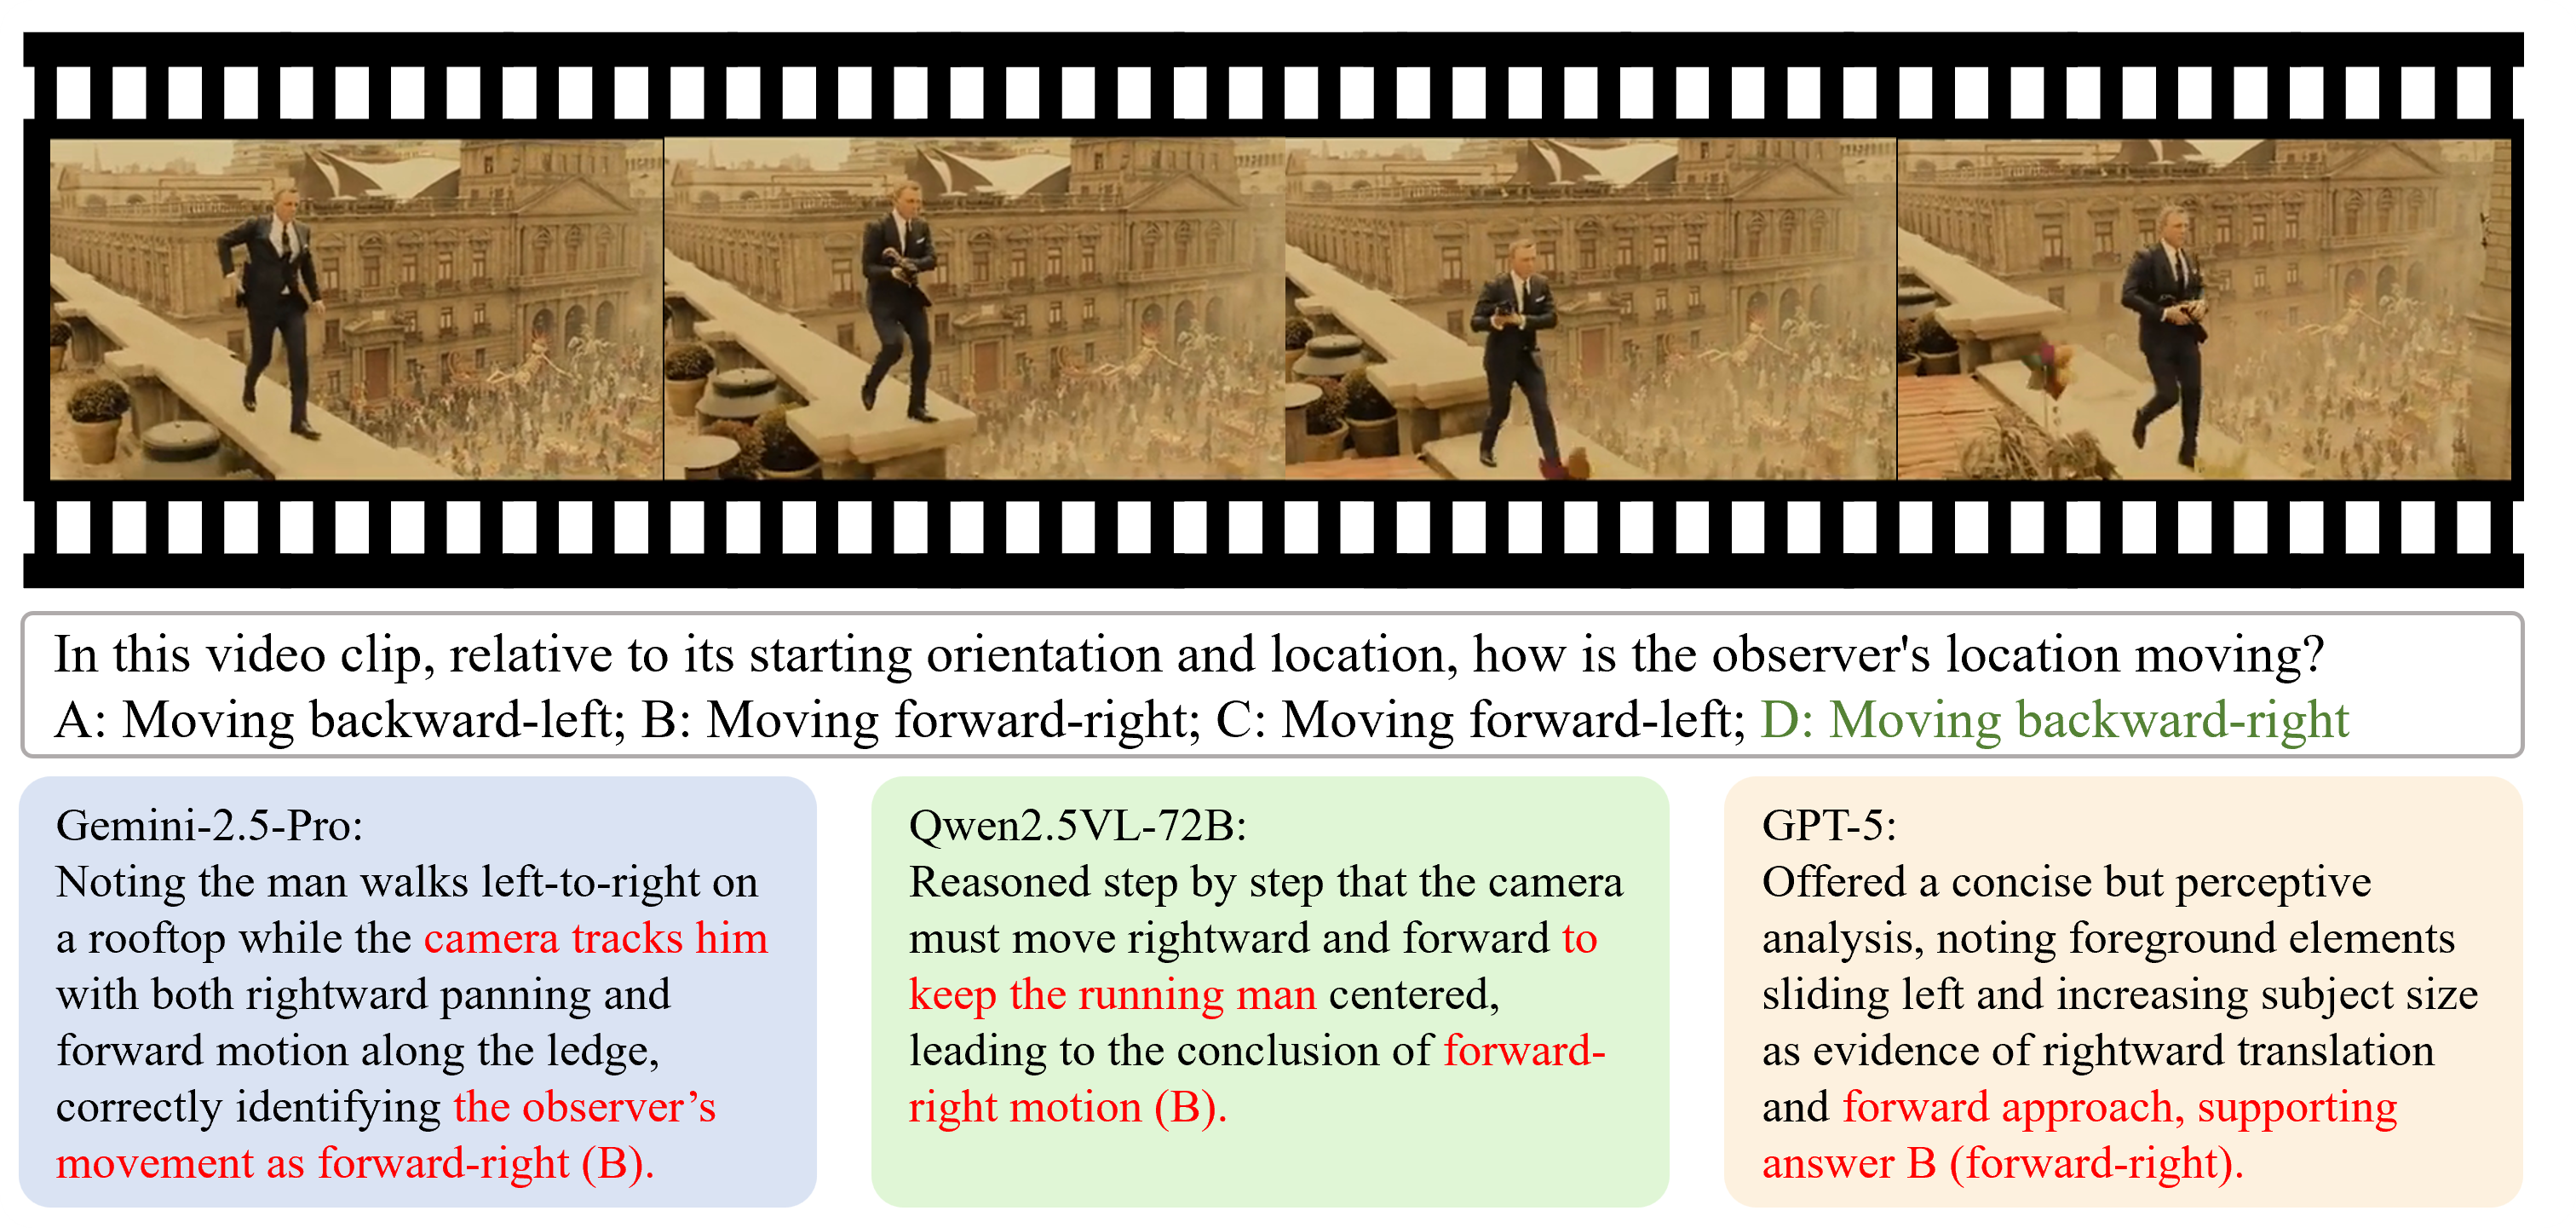 In this video clip, relative to its starting orientation and location, how is the observer's location moving?
A: Moving backward-left; B: Moving forward-right; C: Moving forward-left; D: Moving backward-right
Gemini-2.5-Pro:
Noting the man walks left-to-right on
a rooftop while the camera tracks him
with both rightward panning and
forward motion along the ledge,
correctly identifying the observer’s
movement as forward-right (B).
Qwen2.5VL-72B:
Reasoned step by step that the camera
must move rightward and forward to
keep the running man centered,
leading to the conclusion of forward-
right motion (B).
GPT-5:
Offered a concise but perceptive
analysis, noting foreground elements
sliding left and increasing subject size
as evidence of rightward translation
and forward approach, supporting
answer B (forward-right).